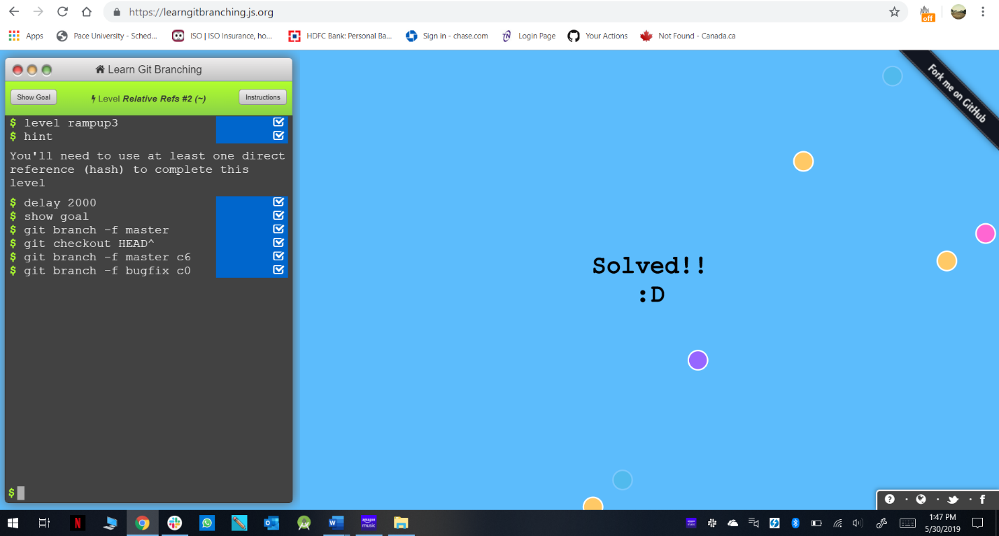 https://learngitbranching.js.org
off
Apps Pace University - Sched... ISO | ISO Insurance, ho... HDFC Bank: Personal Ba... Sign in - chase.com Login Page Your Actions Not Found - Canada.ca
Learn Git Branching
Show Goal Level Relative Refs #2 (~) Instructions
$ level rampup3
$ hint
You'll need to use at least one direct
reference (hash) to complete this
level
$ delay 2000
$ show goal
$ git branch -f master
$ git checkout HEAD^
$ git branch -f master c6
$ git branch -f bugfix c0
$
Fork me on GitHub
Solved!!
:D
1:47 PM
5/30/2019